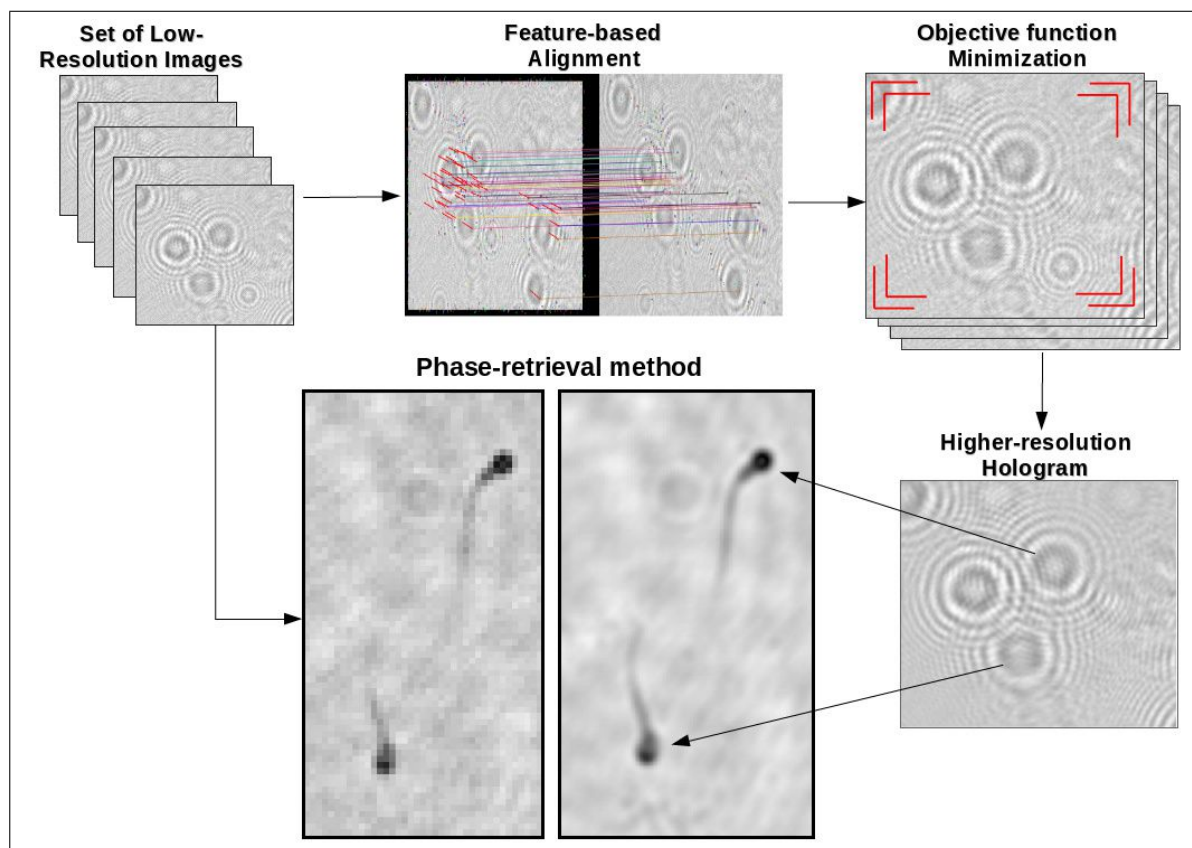 Set of Low-
Resolution Images
Feature-based
Alignment
Objective function
Minimization
Phase-retrieval method
Higher-resolution
Hologram